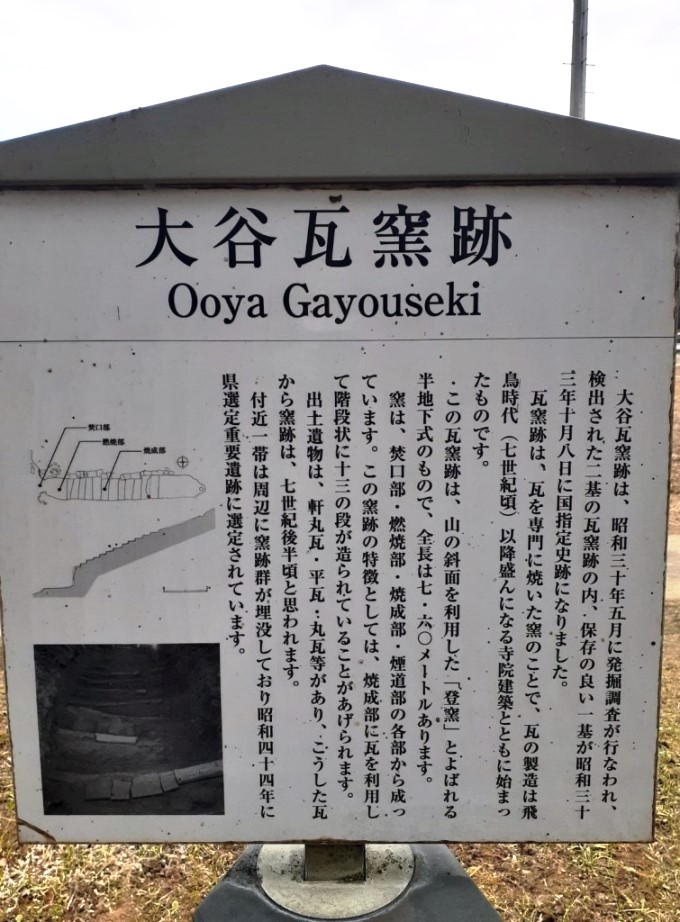 大谷瓦窯跡
Ooya Gayouseki
大谷瓦窯跡は、昭和三十年五月に発掘調査が行なわれ、
検出された二基の瓦窯跡の内、保存の良い一基が昭和三十
三年十月八日に国指定史跡になりました。
瓦窯跡は、瓦を専門に焼いた窯のことで、瓦の製造は飛
鳥時代（七世紀頃）以降盛んになる寺院建築とともに始まっ
たものです。
この瓦窯跡は、山の斜面を利用した「登窯」とよばれる
半地下式のもので、全長は七・六〇メートルあります。
窯は、焚口部・燃焼部・焼成部・煙道部の各部から成っ
ています。この窯跡の特徴としては、焼成部に瓦を利用し
て階段状に十三の段が造られていることがあげられます。
出土遺物は、軒丸瓦・平瓦・丸瓦等があり、こうした瓦
から窯跡は、七世紀後半頃と思われます。
付近一帯は周辺に窯跡群が埋没しており昭和四十四年に
県選定重要遺跡に選定されています。
焚口部
燃焼部
焼成部